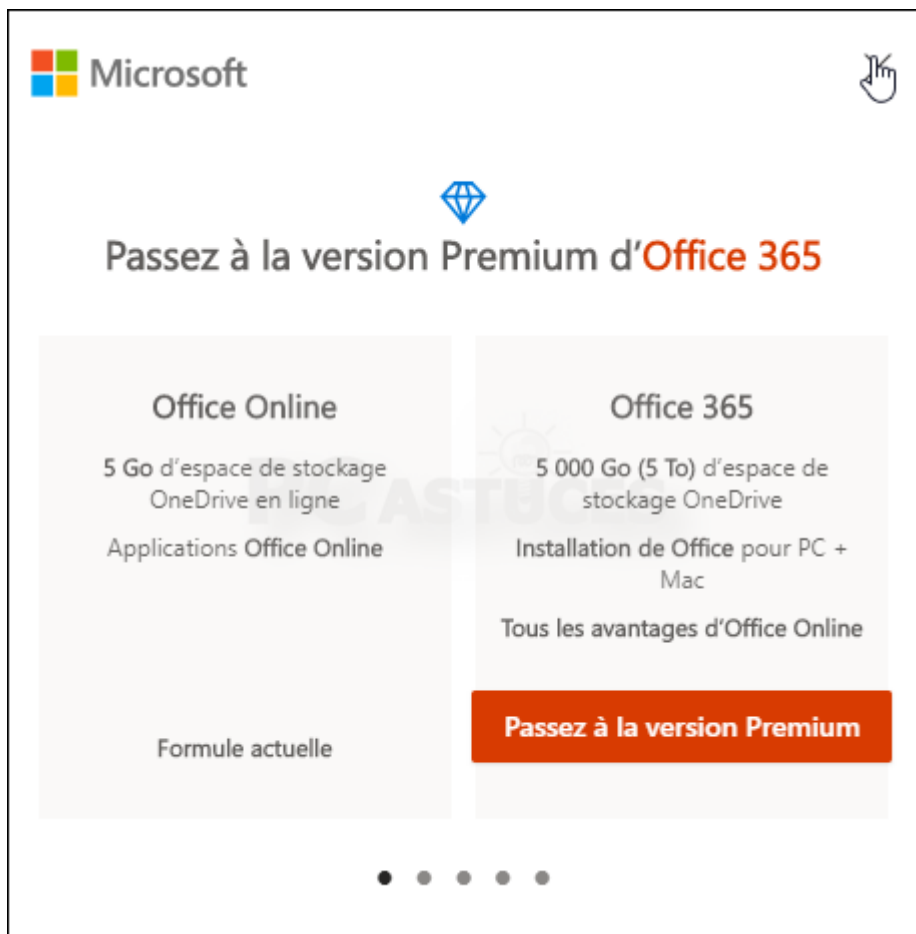 Microsoft
Passez à la version Premium d'Office 365
Office Online
5 Go d'espace de stockage
OneDrive en ligne
Applications Office Online
Formule actuelle
Office 365
5 000 Go (5 To) d'espace de
stockage OneDrive
Installation de Office pour PC +
Mac
Tous les avantages d'Office Online
Passez à la version Premium
PC ASTUCES